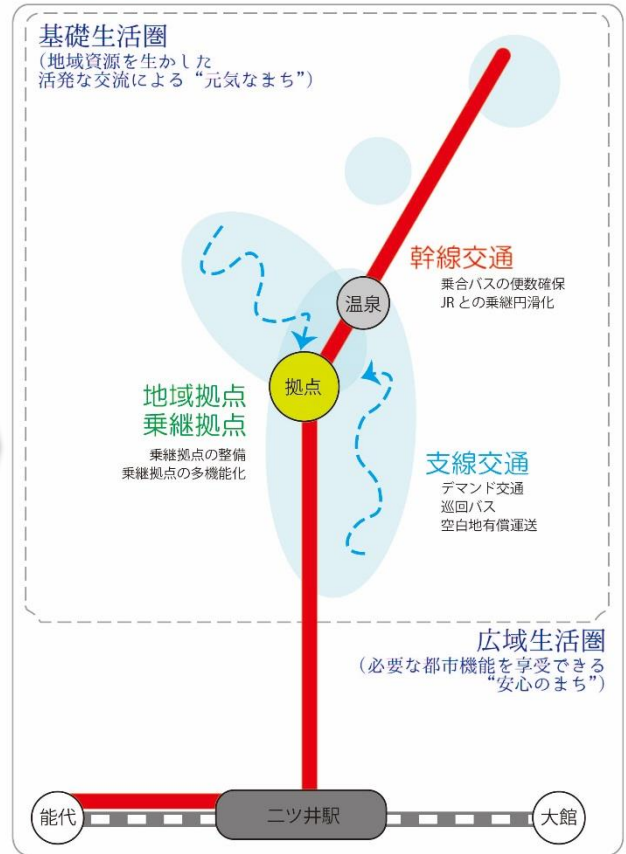 基礎生活圏
(地域資源を生かした
活発な交流による “元気なまち”)
幹線交通
乗合バスの便数確保
JR との乗継円滑化
温泉
拠点
地域拠点
乗継拠点
乗継拠点の整備
乗継拠点の多機能化
支線交通
デマンド交通
巡回バス
空白地有償運送
広域生活圏
(必要な都市機能を享受できる
“安心のまち”)
能代
二ツ井駅
大館